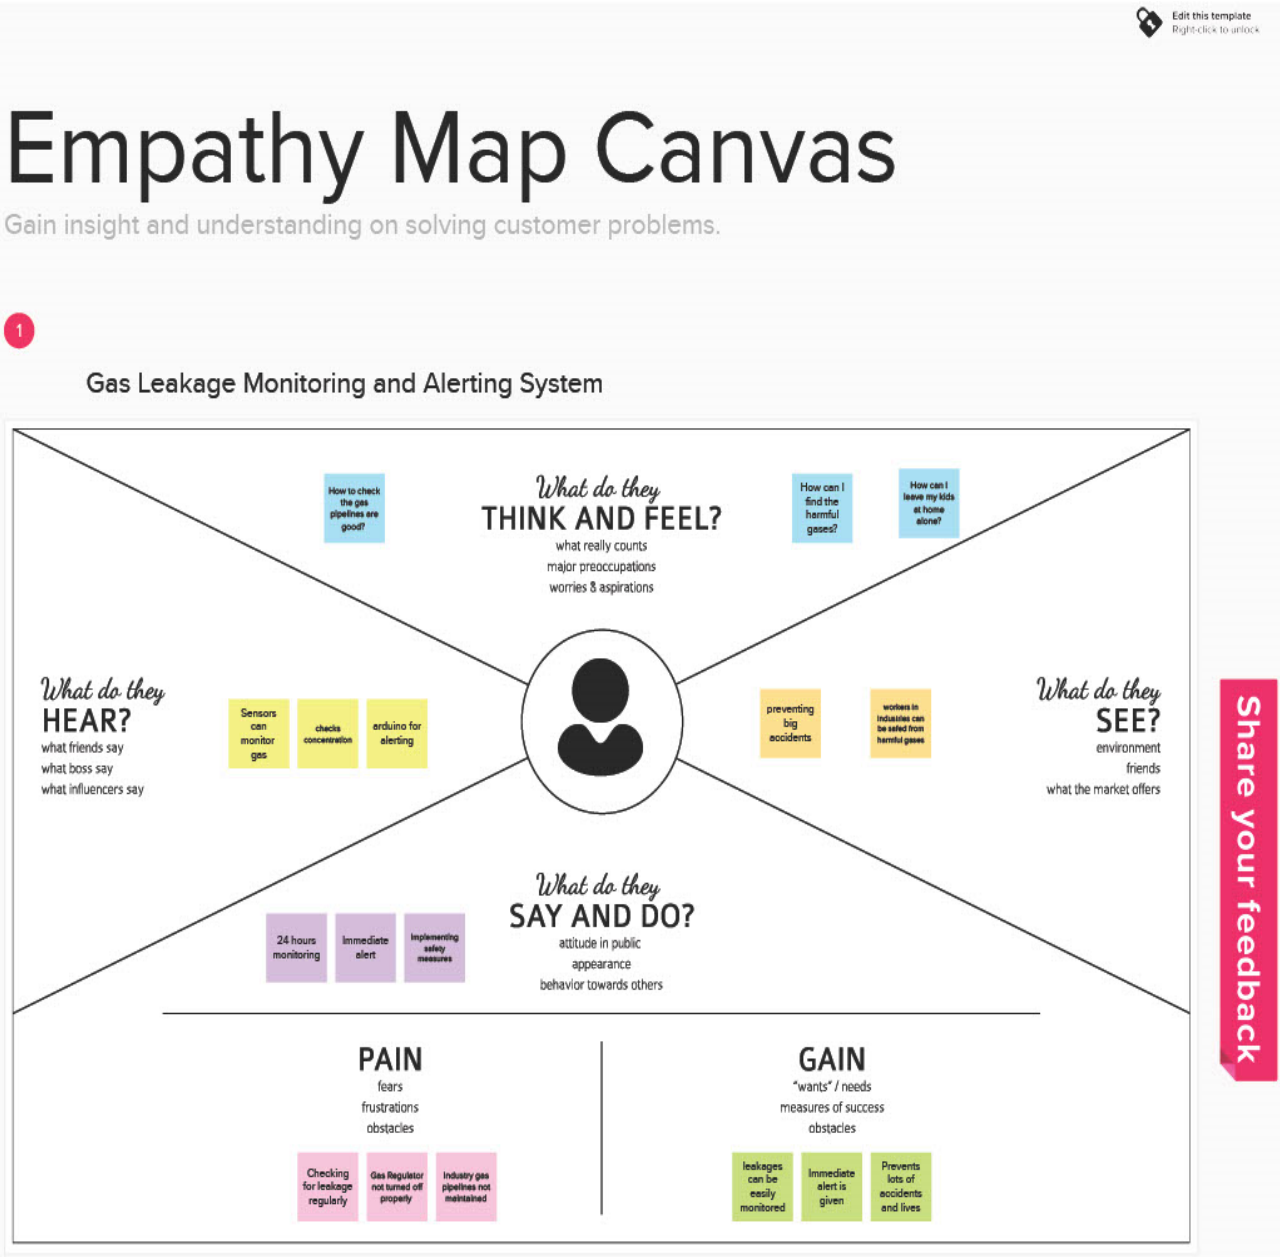 Edit this template
Right-click to unlock
Empathy Map Canvas
Gain insight and understanding on solving customer problems.
1
Gas Leakage Monitoring and Alerting System
How to check
the gas
pipelines are
good?
What do they
THINK AND FEEL?
what really counts
major preoccupations
worries & aspirations
How can I
find the
harmful
gases?
How can I
leave my kids
at home
alone?
What do they
HEAR?
what friends say
what boss say
what influencers say
Sensors
can
monitor
gas
checks
concentration
arduino for
alerting
preventing
big
accidents
workers in
industries can
be safed from
harmful gases
What do they
SEE?
environment
friends
what the market offers
Share your feedback
What do they
SAY AND DO?
attitude in public
appearance
behavior towards others
24 hours
monitoring
Immediate
alert
Implementing
safety
measures
PAIN
fears
frustrations
obstacles
Checking
for leakage
regularly
Gas Regulator
not turned off
properly
Industry gas
pipelines not
maintained
GAIN
"wants" / needs
measures of success
obstacles
leakages
can be
easily
monitored
Immediate
alert is
given
Prevents
lots of
accidents
and lives